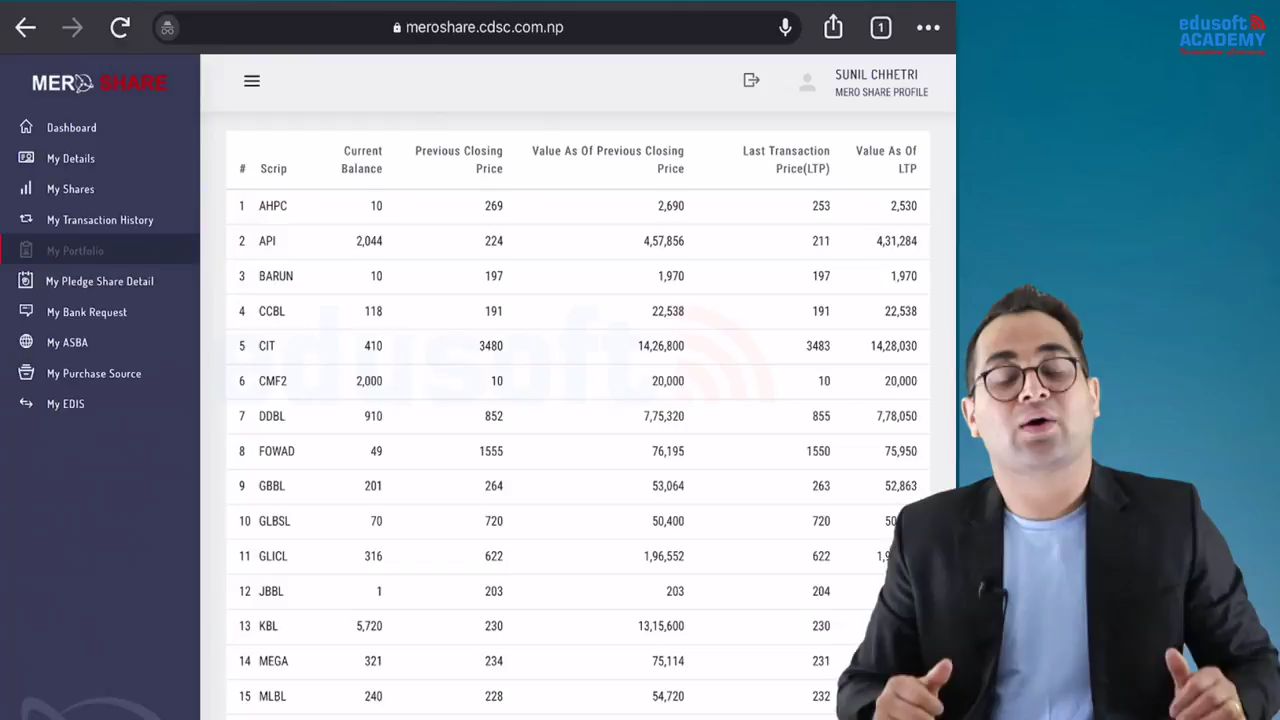 meroshare.cdsc.com.np
1
edusoft
ACADEMY
MERO SHARE
SUNIL CHHETRI
MERO SHARE PROFILE
Dashboard
My Details
My Shares
My Transaction History
My Portfolio
My Pledge Share Detail
My Bank Request
My ASBA
My Purchase Source
My EDIS
# Scrip Current Balance Previous Closing Price Value As Of Previous Closing Price Last Transaction Price(LTP) Value As Of LTP
1 AHPC 10 269 2,690 253 2,530
2 API 2,044 224 4,57,856 211 4,31,284
3 BARUN 10 197 1,970 197 1,970
4 CCBL 118 191 22,538 191 22,538
5 CIT 410 3480 14,26,800 3483 14,28,030
6 CMF2 2,000 10 20,000 10 20,000
7 DDBL 910 852 7,75,320 855 7,78,050
8 FOWAD 49 1555 76,195 1550 75,950
9 GBBL 201 264 53,064 263 52,863
10 GLBSL 70 720 50,400 720
11 GLICL 316 622 1,96,552 622
12 JBBL 1 203 203 204
13 KBL 5,720 230 13,15,600 230
14 MEGA 321 234 75,114 231
15 MLBL 240 228 54,720 232
edusoft